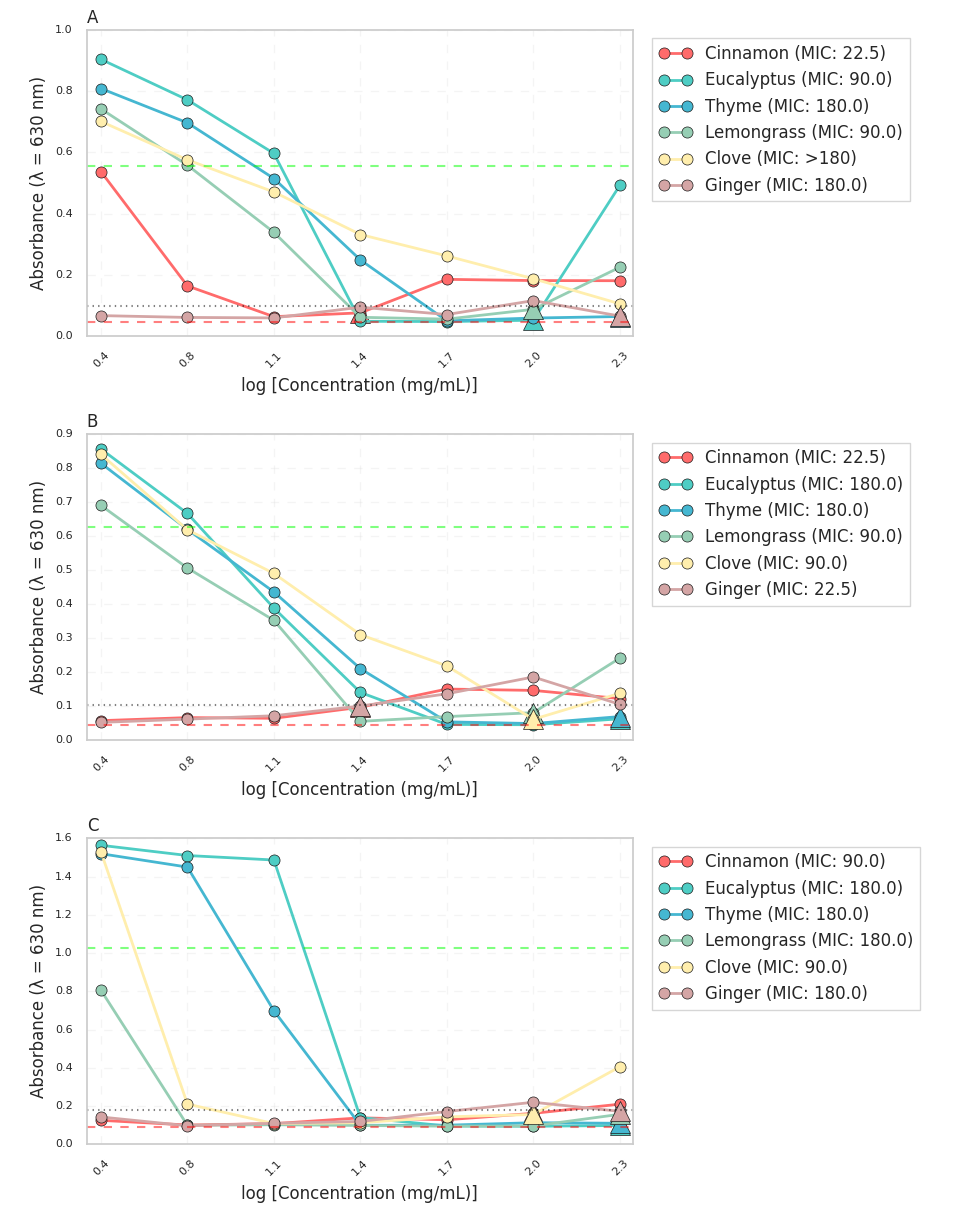 A
1.0
0.8
0.6
0.4
0.2
0.0
Absorbance (λ = 630 nm)
0.4
0.8
1.1
1.4
1.7
2.0
2.3
log [Concentration (mg/mL)]
Cinnamon (MIC: 22.5)
Eucalyptus (MIC: 90.0)
Thyme (MIC: 180.0)
Lemongrass (MIC: 90.0)
Clove (MIC: >180)
Ginger (MIC: 180.0)
B
0.9
0.8
0.7
0.6
0.5
0.4
0.3
0.2
0.1
0.0
Absorbance (λ = 630 nm)
0.4
0.8
1.1
1.4
1.7
2.0
2.3
log [Concentration (mg/mL)]
Cinnamon (MIC: 22.5)
Eucalyptus (MIC: 180.0)
Thyme (MIC: 180.0)
Lemongrass (MIC: 90.0)
Clove (MIC: 90.0)
Ginger (MIC: 22.5)
C
1.6
1.4
1.2
1.0
0.8
0.6
0.4
0.2
0.0
Absorbance (λ = 630 nm)
0.4
0.8
1.1
1.4
1.7
2.0
2.3
log [Concentration (mg/mL)]
Cinnamon (MIC: 90.0)
Eucalyptus (MIC: 180.0)
Thyme (MIC: 180.0)
Lemongrass (MIC: 180.0)
Clove (MIC: 90.0)
Ginger (MIC: 180.0)